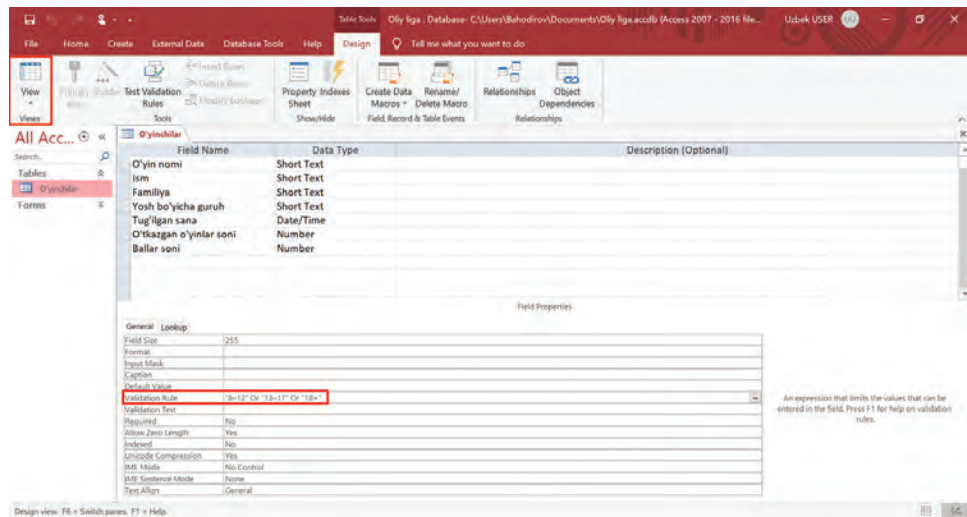 Table Tools Oliy liga : Database- C:\Users\Bahodirov\Documents\Oliy liga.accdb (Access 2007 - 2016 file... Uzbek USER UU
File Home Create External Data Database Tools Help Design Tell me what you want to do
View
Test Validation Rules
Insert Rows
Delete Rows
Modify Lookups
Property Sheet
Indexes
Create Data Macros
Rename/ Delete Macro
Relationships
Object Dependencies
Views Tools Show/Hide Field, Record & Table Events Relationships
All Acc...
Search...
Tables
O'yinchilar
Forms
O'yinchilar
Field Name Data Type Description (Optional)
O'yin nomi Short Text
Ism Short Text
Familiya Short Text
Yosh bo'yicha guruh Short Text
Tug'ilgan sana Date/Time
O'tkazgan o'yinlar soni Number
Ballar soni Number
Field Properties
General Lookup
Field Size 255
Format
Input Mask
Caption
Default Value
Validation Rule "8-12" Or "13-17" Or "18+"
Validation Text
Required No
Allow Zero Length Yes
Indexed No
Unicode Compression Yes
IME Mode No Control
IME Sentence Mode None
Text Align General
An expression that limits the values that can be
entered in the field. Press F1 for help on validation
rules.
Design view. F6 = Switch panes. F1 = Help.